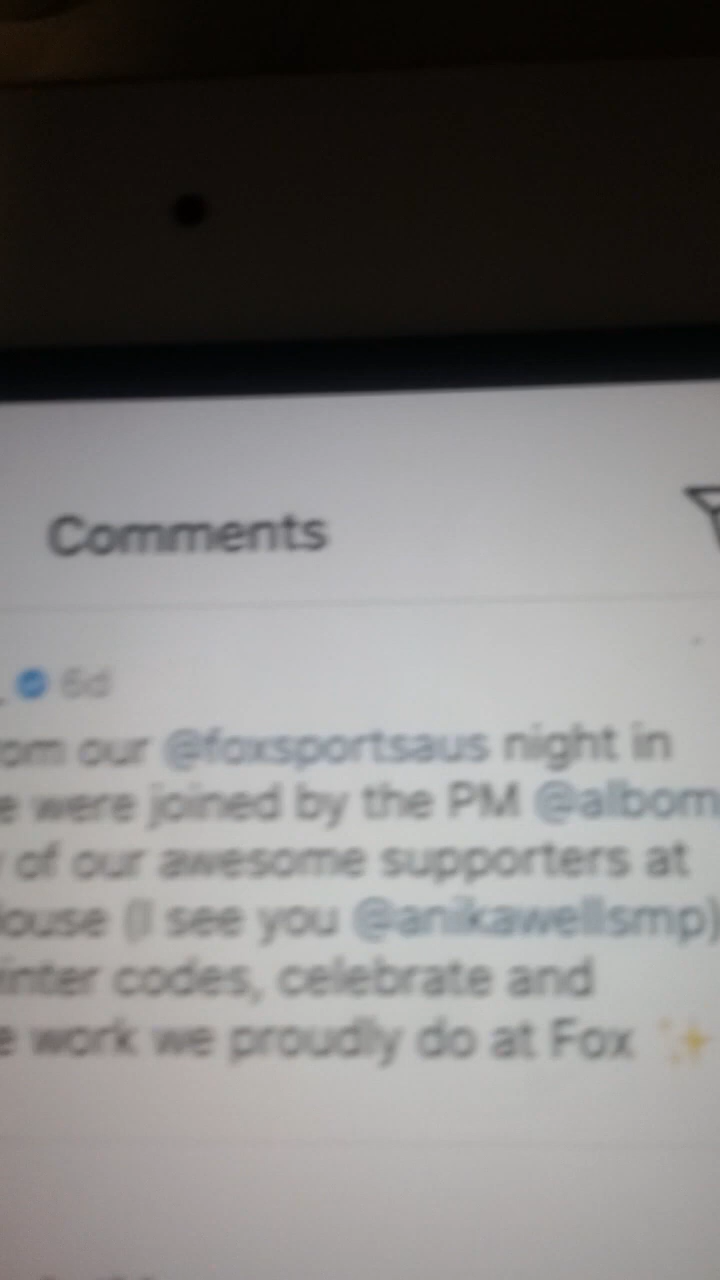 Comments
6d
om our @foxsportsaus night in
e were joined by the PM @albom
of our awesome supporters at
ouse (I see you @anikawellsmp)
inter codes, celebrate and
e work we proudly do at Fox ✨